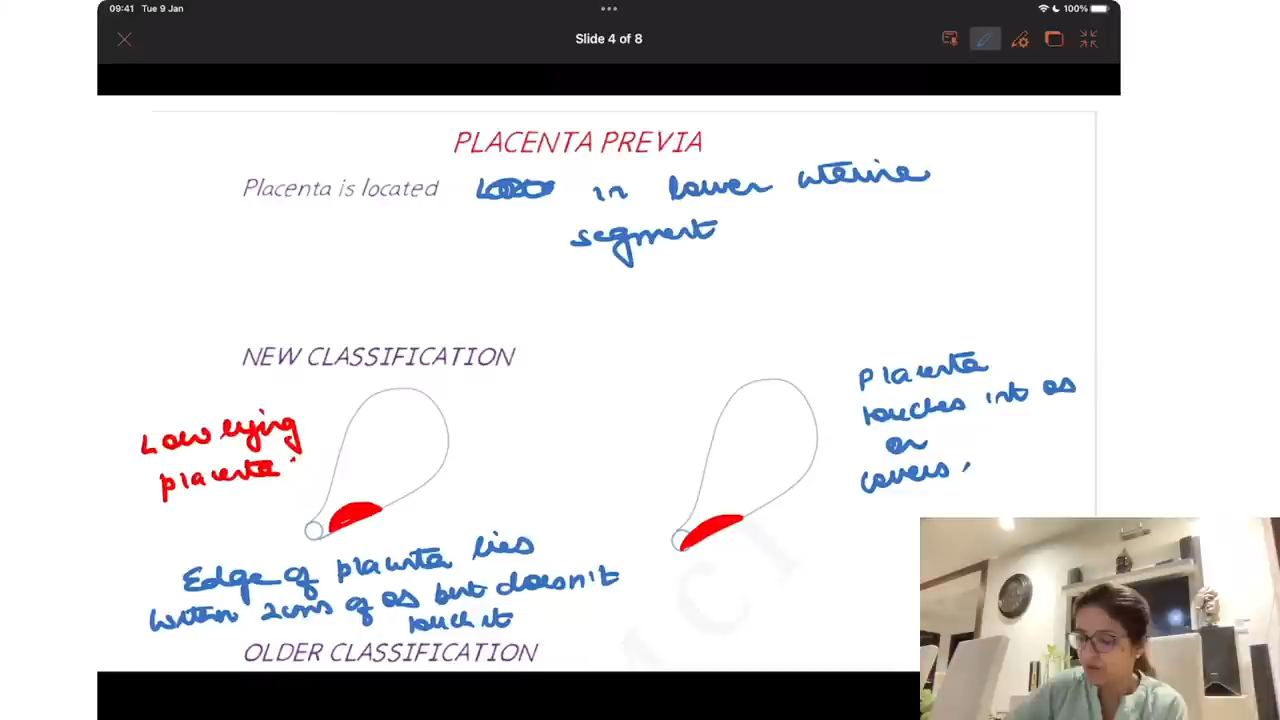 09:41 Tue 9 Jan
100%
Slide 4 of 8
PLACENTA PREVIA
Placenta is located in lower uterine
segment
NEW CLASSIFICATION
Low lying
placenta
Placenta
touches int os
or
covers
Edge of placenta lies
within 2cms of os but doesn't
touch it
OLDER CLASSIFICATION
MCI